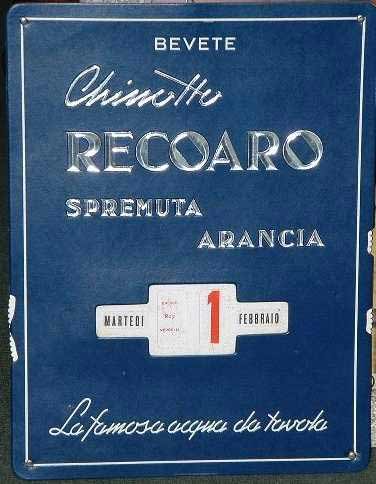 BEVETE
Chinotto
RECOARO
SPREMUTA
ARANCIA
MARTEDI 1 FEBBRAIO
La famosa acqua da tavola